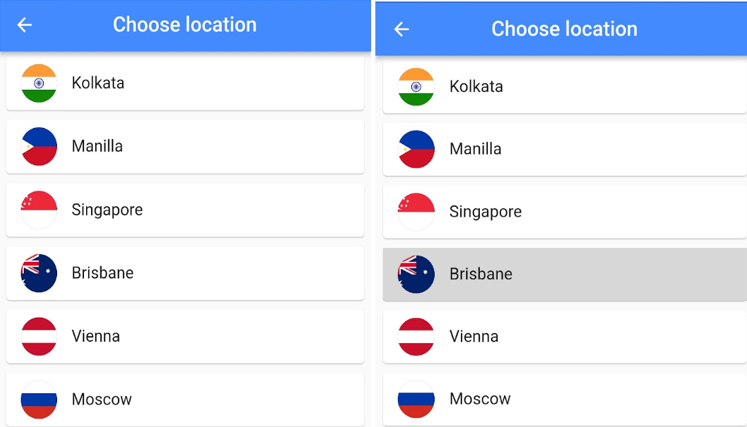 Choose location
Kolkata
Manilla
Singapore
Brisbane
Vienna
Moscow
Choose location
Kolkata
Manilla
Singapore
Brisbane
Vienna
Moscow